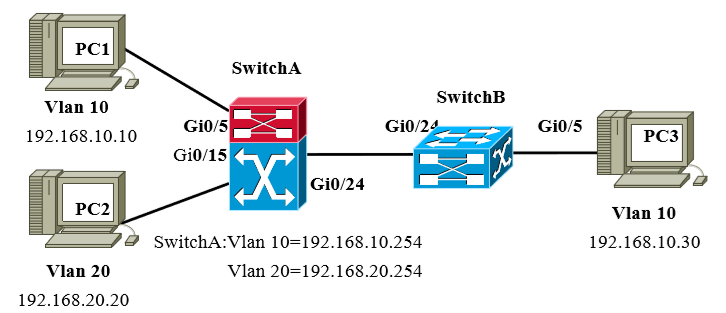 PC1
SwitchA
Vlan 10
192.168.10.10
Gi0/5
Gi0/15
Gi0/24
SwitchB
Gi0/24
Gi0/5
PC3
Vlan 10
192.168.10.30
PC2
Vlan 20
192.168.20.20
SwitchA:Vlan 10=192.168.10.254
Vlan 20=192.168.20.254